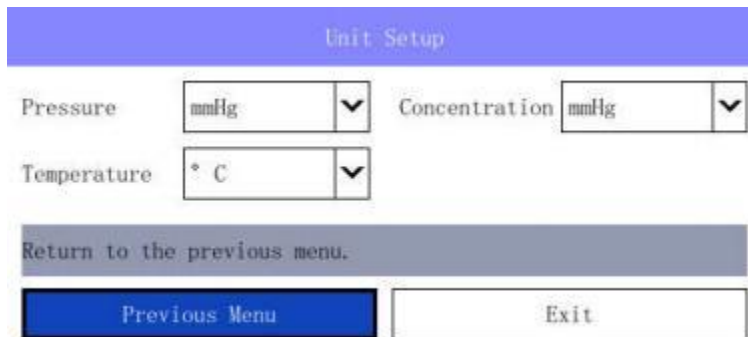 Unit Setup
Pressure mmHg Concentration mmHg
Temperature ° C
Return to the previous menu.
Previous Menu Exit